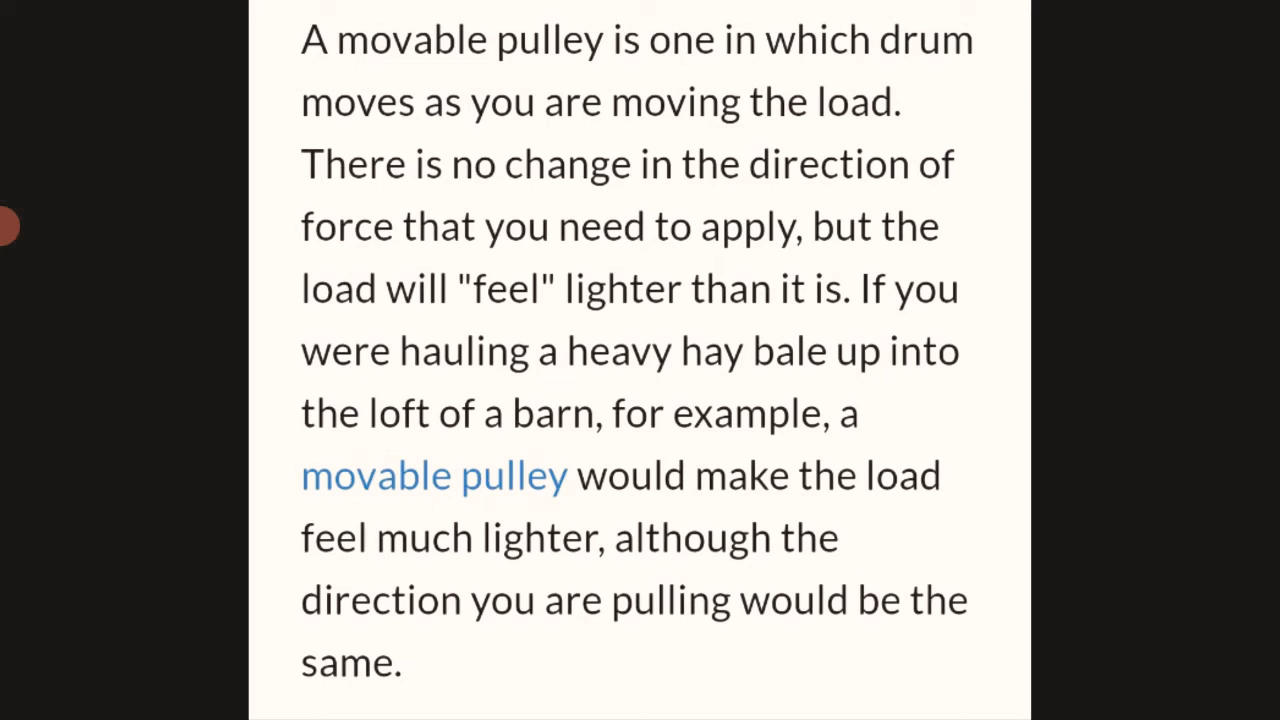 A movable pulley is one in which drum
moves as you are moving the load.
There is no change in the direction of
force that you need to apply, but the
load will "feel" lighter than it is. If you
were hauling a heavy hay bale up into
the loft of a barn, for example, a
movable pulley would make the load
feel much lighter, although the
direction you are pulling would be the
same.